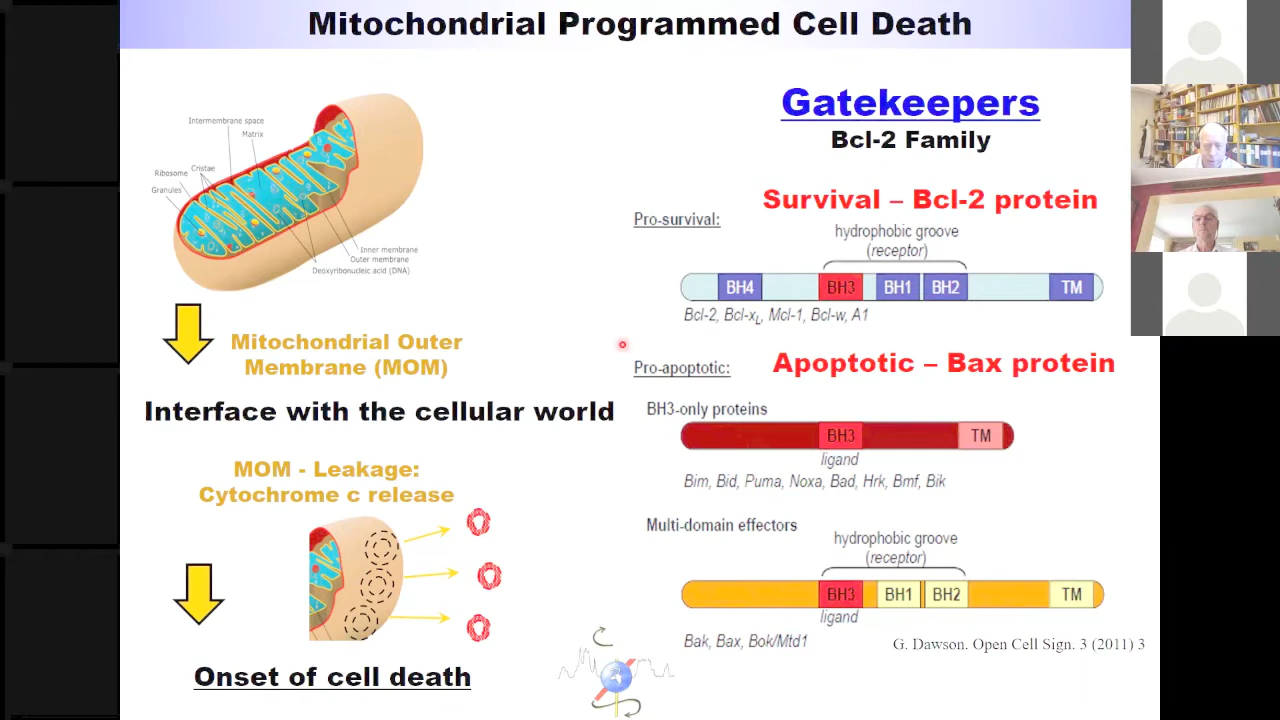 Mitochondrial Programmed Cell Death
Intermembrane space
Matrix
Cristae
Ribosome
Granules
Inner membrane
Outer membrane
Deoxyribonucleic acid (DNA)
Mitochondrial Outer
Membrane (MOM)
Interface with the cellular world
MOM - Leakage:
Cytochrome c release
Onset of cell death
Gatekeepers
Bcl-2 Family
Survival – Bcl-2 protein
Pro-survival:
hydrophobic groove
(receptor)
BH4 BH3 BH1 BH2 TM
Bcl-2, Bcl-xL, Mcl-1, Bcl-w, A1
Apoptotic – Bax protein
Pro-apoptotic:
BH3-only proteins
BH3 TM
ligand
Bim, Bid, Puma, Noxa, Bad, Hrk, Bmf, Bik
Multi-domain effectors
hydrophobic groove
(receptor)
BH3 BH1 BH2 TM
ligand
Bak, Bax, Bok/Mtd1
G. Dawson. Open Cell Sign. 3 (2011) 3